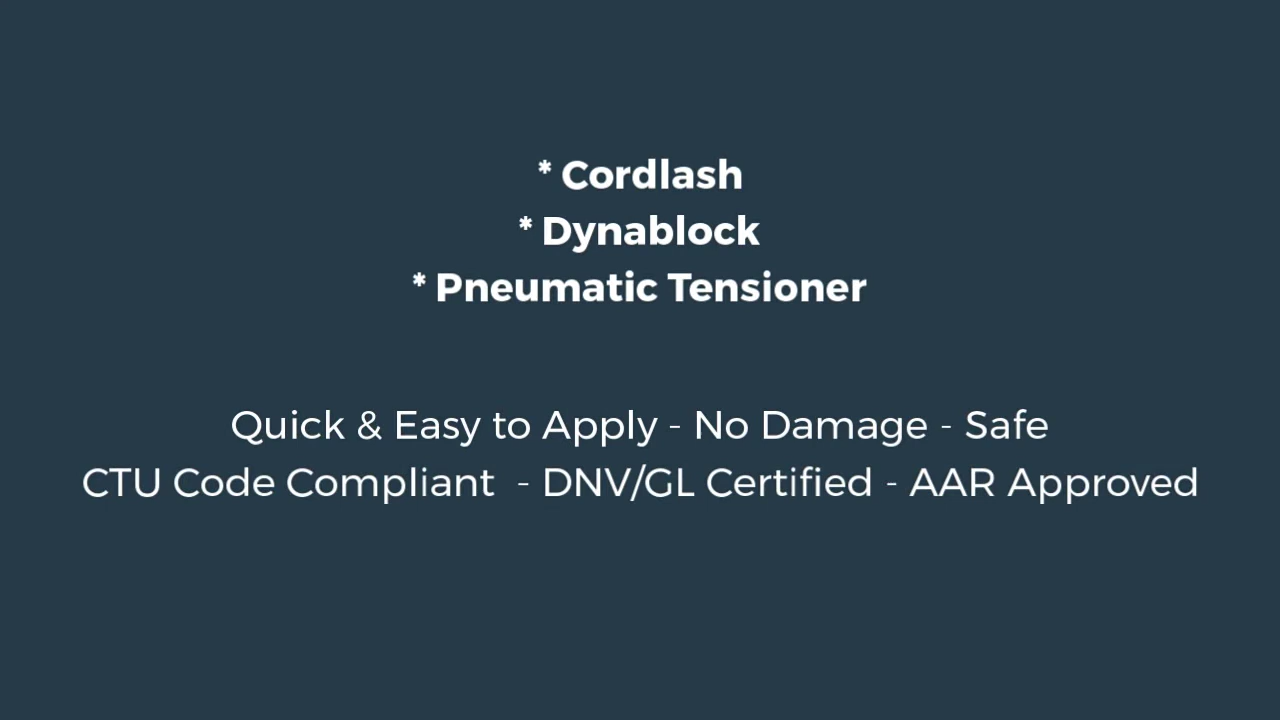 * Cordlash
* Dynablock
* Pneumatic Tensioner
Quick & Easy to Apply - No Damage - Safe
CTU Code Compliant  - DNV/GL Certified - AAR Approved